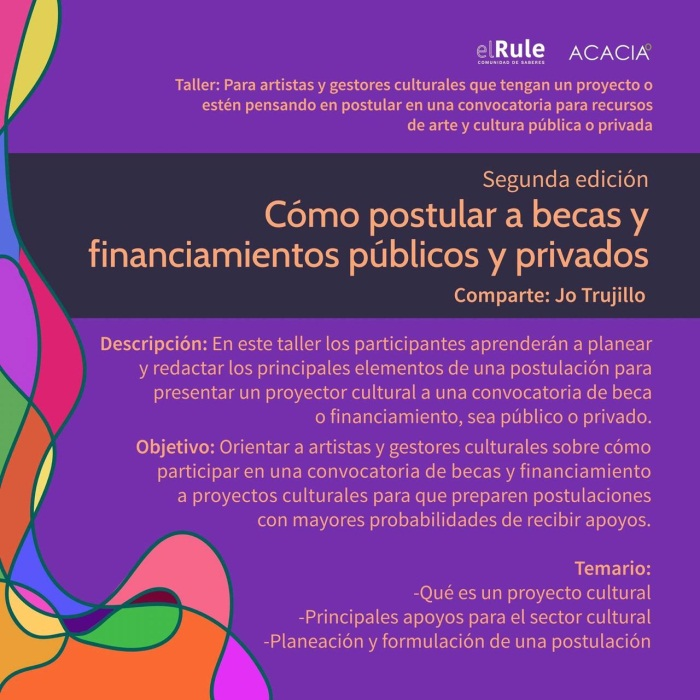 elRule
COMUNIDAD DE SABERES
ACACIA
Taller: Para artistas y gestores culturales que tengan un proyecto o
estén pensando en postular en una convocatoria para recursos
de arte y cultura pública o privada
Segunda edición
Cómo postular a becas y
financiamientos públicos y privados
Comparte: Jo Trujillo
Descripción: En este taller los participantes aprenderán a planear
y redactar los principales elementos de una postulación para
presentar un proyector cultural a una convocatoria de beca
o financiamiento, sea público o privado.
Objetivo: Orientar a artistas y gestores culturales sobre cómo
participar en una convocatoria de becas y financiamiento
a proyectos culturales para que preparen postulaciones
con mayores probabilidades de recibir apoyos.
Temario:
-Qué es un proyecto cultural
-Principales apoyos para el sector cultural
-Planeación y formulación de una postulación